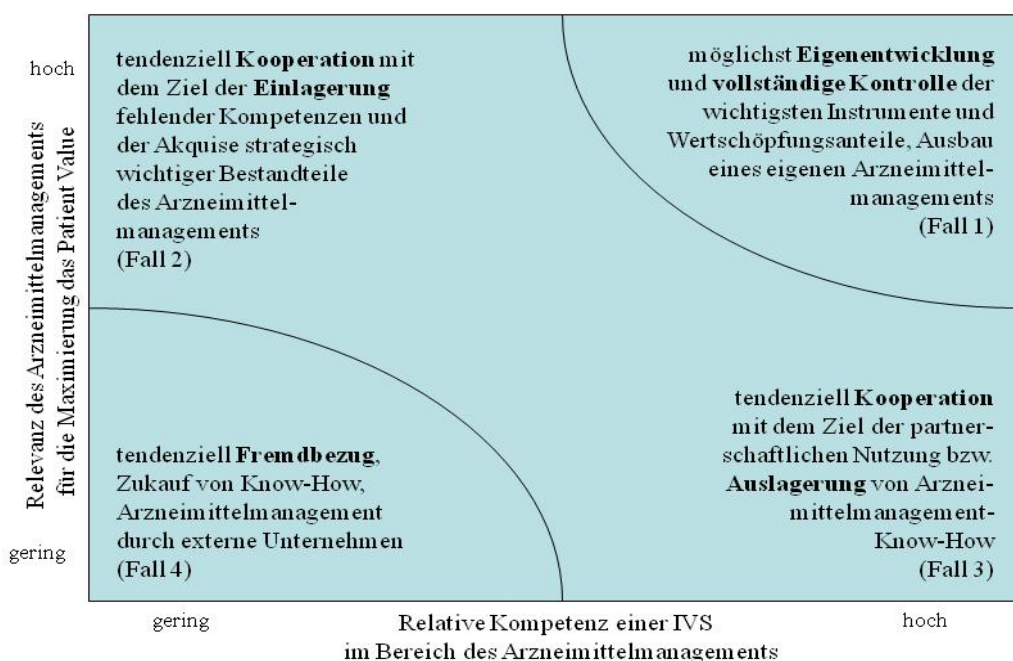 hoch
tendenziell Kooperation mit
dem Ziel der Einlagerung
fehlender Kompetenzen und
der Akquise strategisch
wichtiger Bestandteile
des Arzneimittel-
managements
(Fall 2)
möglichst Eigenentwicklung
und vollständige Kontrolle der
wichtigsten Instrumente und
Wertschöpfungsanteile, Ausbau
eines eigenen Arzneimittel-
managements
(Fall 1)
Relevanz des Arzneimittelmanagements
für die Maximierung das Patient Value
tendenziell Fremdbezug,
Zukauf von Know-How,
Arzneimittelmanagement
durch externe Unternehmen
(Fall 4)
tendenziell Kooperation
mit dem Ziel der partner-
schaftlichen Nutzung bzw.
Auslagerung von Arznei-
mittelmanagement-
Know-How
(Fall 3)
gering
gering
Relative Kompetenz einer IVS
im Bereich des Arzneimittelmanagements
hoch